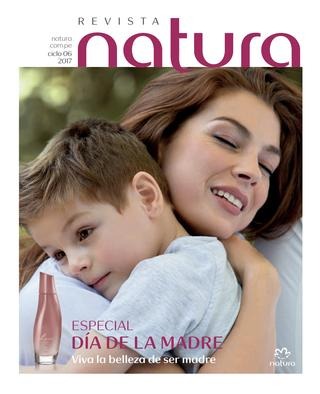 REVISTA
natura
natura
com.pe
ciclo 06
2017
ESPECIAL
DÍA DE LA MADRE
Viva la belleza de ser madre
natura